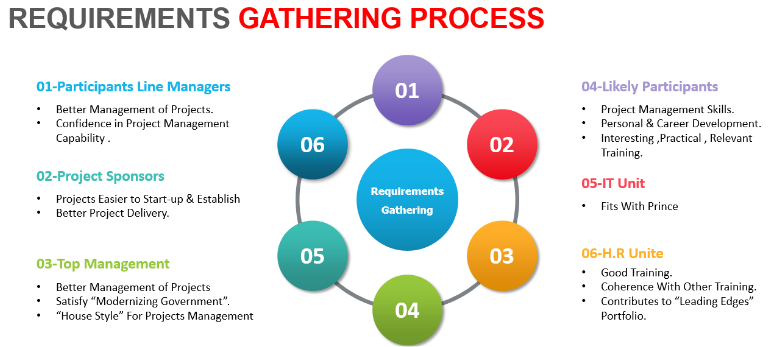 REQUIREMENTS GATHERING PROCESS
01-Participants Line Managers
• Better Management of Projects.
• Confidence in Project Management
Capability .
02-Project Sponsors
• Projects Easier to Start-up & Establish
• Better Project Delivery.
03-Top Management
• Better Management of Projects
• Satisfy “Modernizing Government”.
• “House Style” For Projects Management
01
02
03
04
05
06
Requirements
Gathering
04-Likely Participants
• Project Management Skills.
• Personal & Career Development.
• Interesting ,Practical , Relevant
Training.
05-IT Unit
• Fits With Prince
06-H.R Unite
• Good Training.
• Coherence With Other Training.
• Contributes to “Leading Edges”
Portfolio.